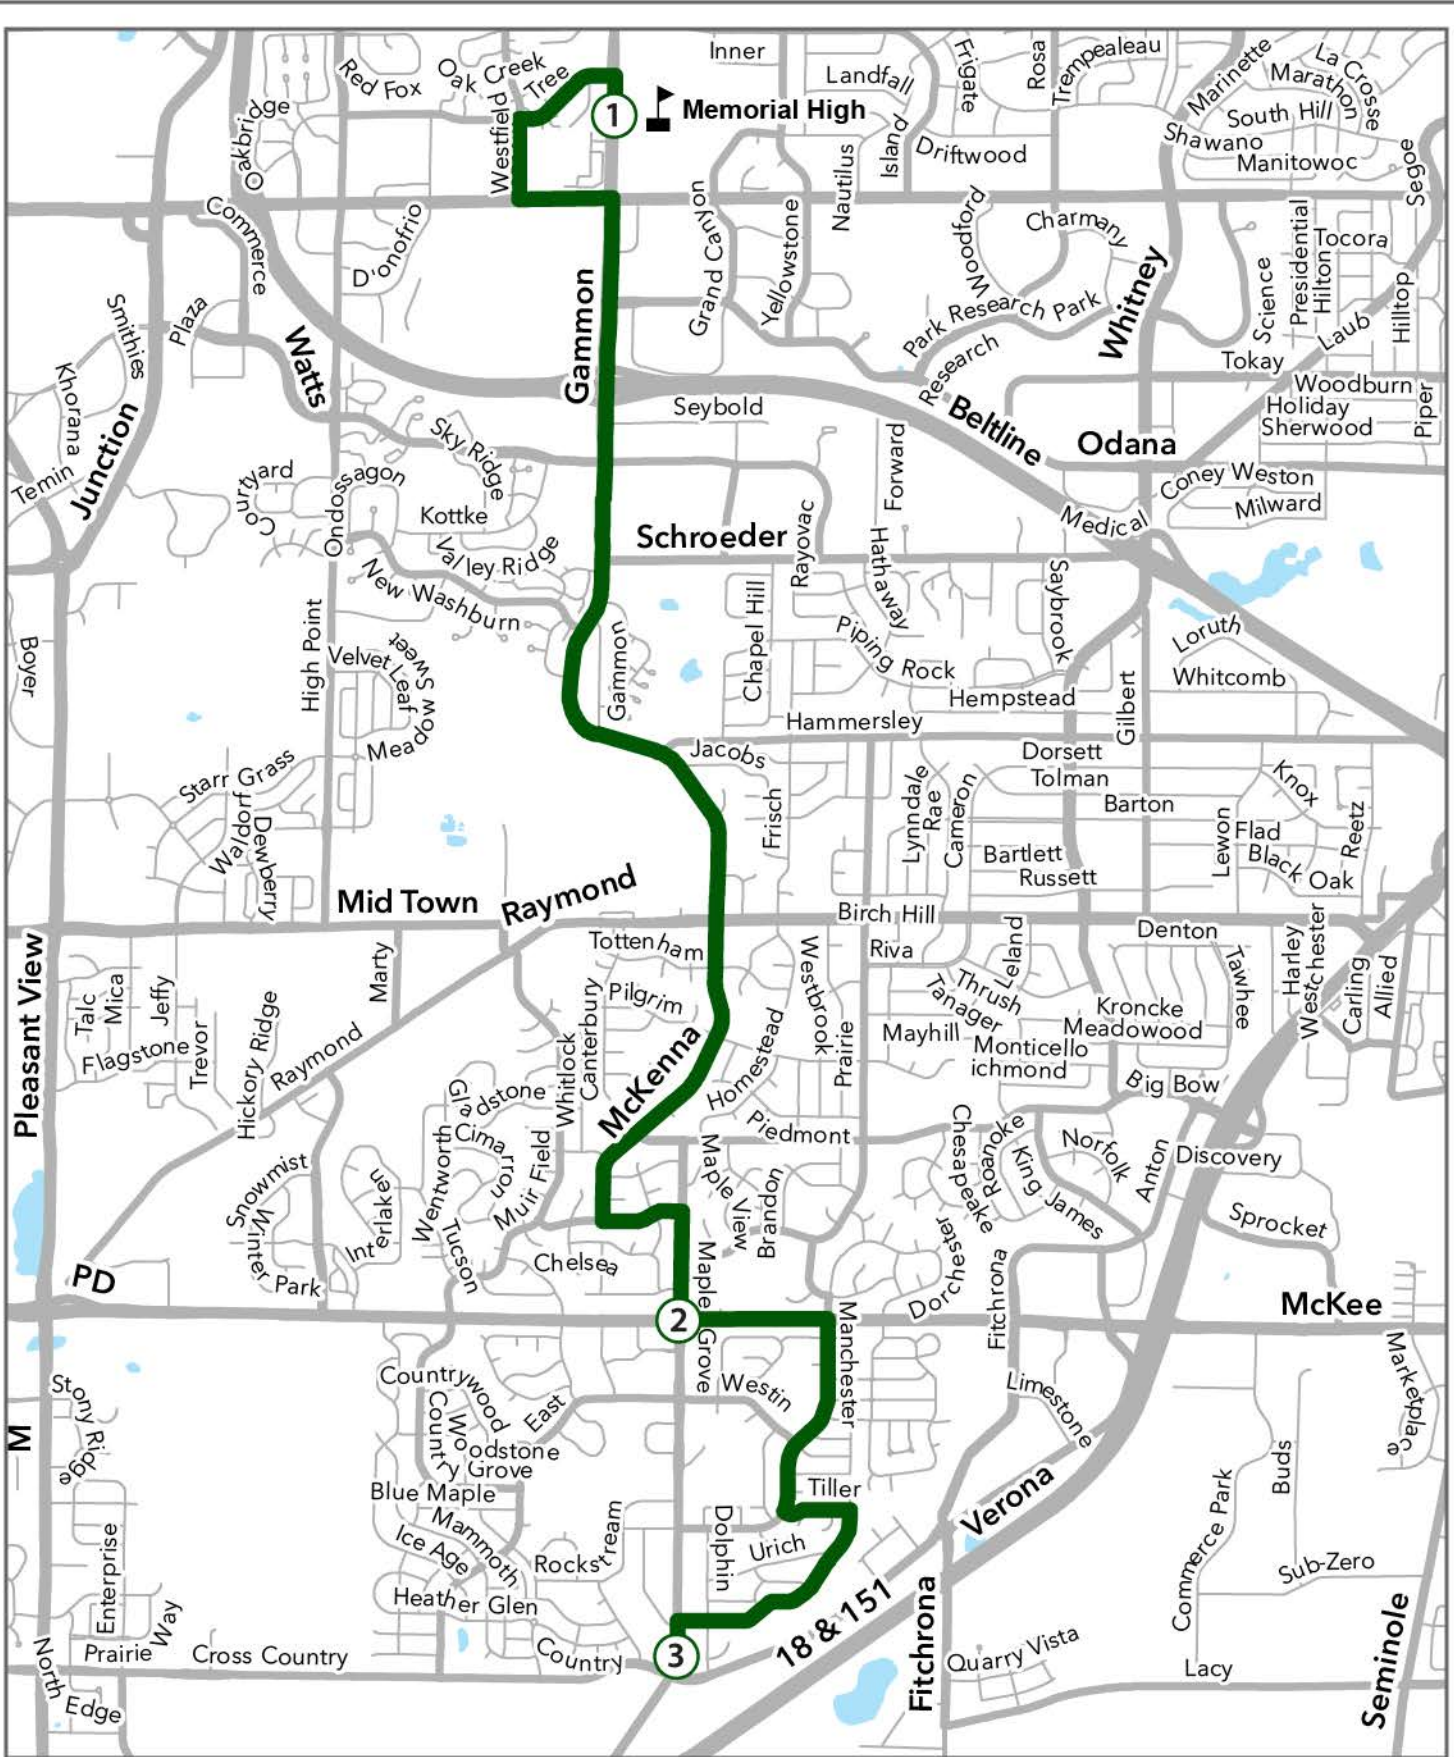 Inner
Landfall
Frigate
Rosa
Trempealeau
Marinette
La Crosse
Marathon
South Hill
Shawano
Manitowoc
Segoe
Red Fox
Oak Creek
Tree
Westfield
Oakbridge
1
Memorial High
Island
Driftwood
Nautilus
Commerce
D'onofrio
Grand Canyon
Yellowstone
Woodford
Charmany
Whitney
Science
Presidential
Hilton
Tocora
Hilltop
Laub
Tokay
Smithies
Plaza
Watts
Gammon
Park
Research Park
Research
Khorana
Junction
Temin
Seybold
Beltline
Odana
Woodburn
Holiday
Sherwood
Piper
Sky Ridge
Courtyard
Ondossagon
Kottke
Valley Ridge
New Washburn
Schroeder
Rayovac
Forward
Hathaway
Medical
Coney Weston
Milward
Boyer
High Point
Velvet Leaf
Sweet
Meadow
Gammon
Chapel Hill
Piping Rock
Saybrook
Hempstead
Gilbert
Loruth
Whitcomb
Hammersley
Jacobs
Dorsett
Tolman
Barton
Knox
Starr Grass
Waldorf
Dewberry
Frisch
Lynndale
Rae
Cameron
Bartlett
Russett
Lewon
Flad
Black Oak
Reetz
Mid Town
Raymond
Birch Hill
Riva
Leland
Denton
Tawhee
Harley
Westchester
Carling
Allied
Pleasant View
Talc
Mica
Jeffy
Flagstone
Trevor
Marty
Hickory Ridge
Raymond
Tottenham
Pilgrim
Canterbury
Whitlock
McKenna
Westbrook
Homestead
Prairie
Piedmont
Thrush
Tanager
Mayhill
Monticello
ichmond
Kroncke
Meadowood
Big Bow
Gladstone
Cimarron
Wentworth
Muir Field
Tucson
Interlaken
Snowmist
Winter Park
Chelsea
Maple View
Brandon
Chesapeake
Roanoke
King James
Norfolk
Anton
Discovery
Sprocket
Dorchester
Fitchrona
PD
Maple Grove
2
McKee
Manchester
Marketplace
M
Stony Ridge
Countrywood
Country Grove
Woodstone
East
Westin
Limestone
Blue Maple
Mammoth
Ice Age
Heather Glen
Rockstream
Tiller
Dolphin
Urich
Verona
Buds
Commerce Park
Sub-Zero
Enterprise
Prairie
Way
Cross Country
Country
3
18 & 151
Fitchrona
Quarry Vista
Lacy
Seminole
North
Edge